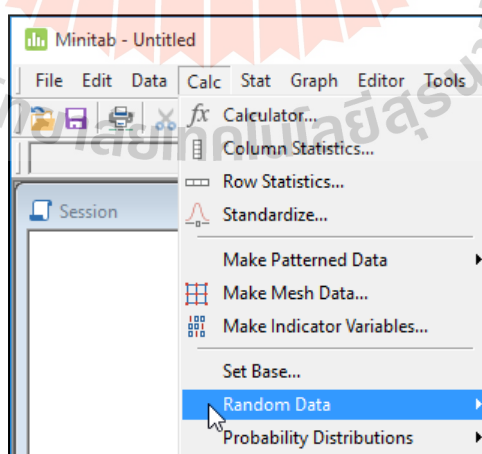 Minitab - Untitled
File Edit Data Calc Stat Graph Editor Tools
fx Calculator...
Column Statistics...
Row Statistics...
Session
Standardize...
Make Patterned Data
Make Mesh Data...
Make Indicator Variables...
Set Base...
Random Data
Probability Distributions